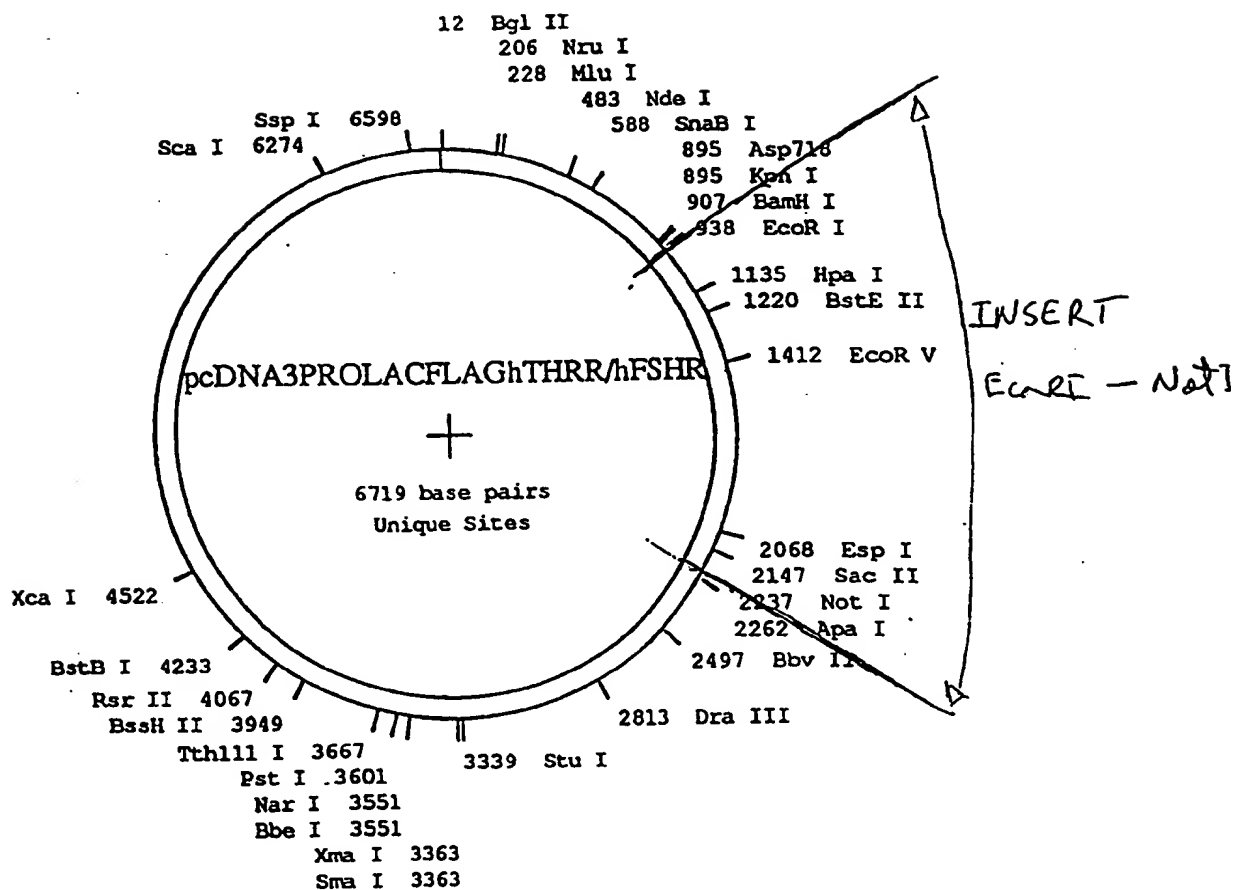 12 Bgl II
206 Nru I
228 Mlu I
483 Nde I
588 SnaB I
895 Asp718
895 Kpn I
907 BamH I
938 EcoR I
1135 Hpa I
1220 BstE II
1412 EcoR V
INSERT
EcoRI - NotI
2068 Esp I
2147 Sac II
2237 Not I
2262 Apa I
2497 Bbv II
2813 Dra III
3339 Stu I
Ssp I 6598
Sca I 6274
pcDNA3PROLACFLAGhTHRR/hFSHR
6719 base pairs
Unique Sites
Xca I 4522
BstB I 4233
Rsr II 4067
BssH II 3949
Tth111 I 3667
Pst I 3601
Nar I 3551
Bbe I 3551
Xma I 3363
Sma I 3363